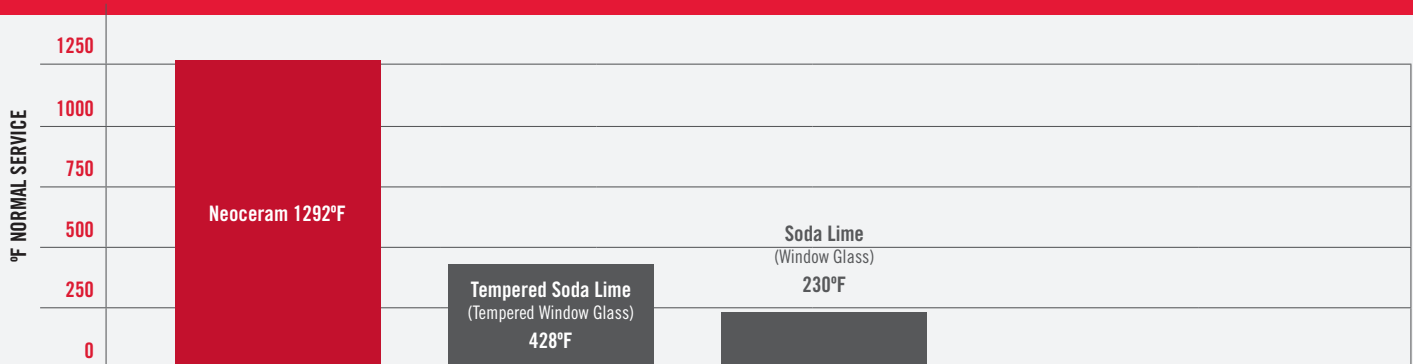 ºF NORMAL SERVICE
1250
1000
750
500
250
0
Neoceram 1292ºF
Tempered Soda Lime
(Tempered Window Glass)
428ºF
Soda Lime
(Window Glass)
230ºF